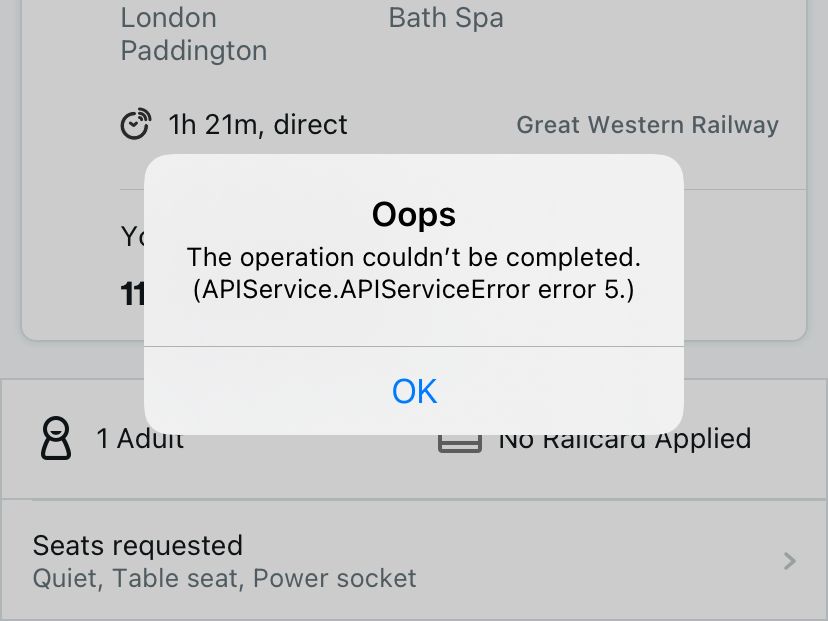 London
Paddington
Bath Spa
1h 21m, direct
Great Western Railway
Oops
The operation couldn’t be completed.
(APIService.APIServiceError error 5.)
OK
1 Adult
No Railcard Applied
Seats requested
Quiet, Table seat, Power socket